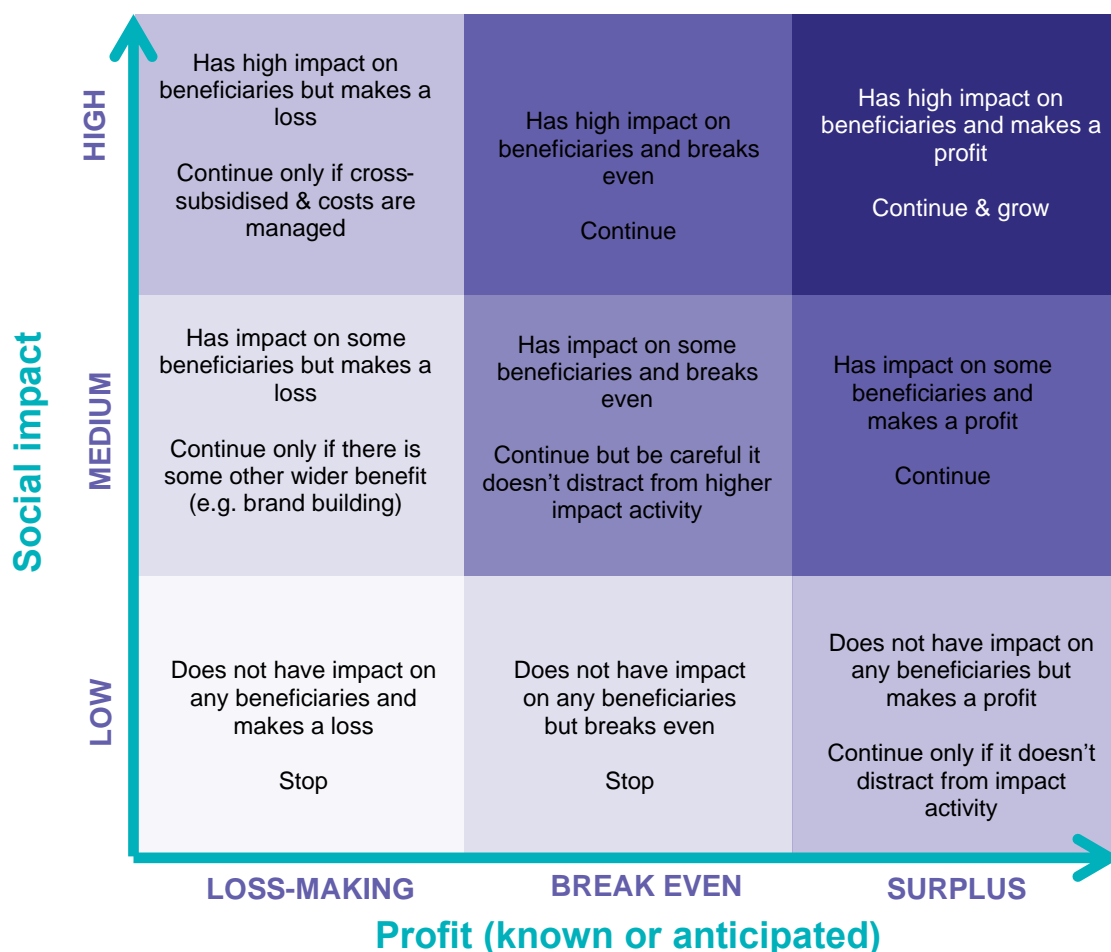 Social impact
HIGH
Has high impact on
beneficiaries but makes a
loss
Continue only if cross-
subsidised & costs are
managed
Has high impact on
beneficiaries and breaks
even
Continue
Has high impact on
beneficiaries and makes a
profit
Continue & grow
MEDIUM
Has impact on some
beneficiaries but makes a
loss
Continue only if there is
some other wider benefit
(e.g. brand building)
Has impact on some
beneficiaries and breaks
even
Continue but be careful it
doesn’t distract from higher
impact activity
Has impact on some
beneficiaries and
makes a profit
Continue
LOW
Does not have impact on
any beneficiaries and
makes a loss
Stop
Does not have impact
on any beneficiaries
but breaks even
Stop
Does not have impact on
any beneficiaries but
makes a profit
Continue only if it doesn’t
distract from impact
activity
LOSS-MAKING
BREAK EVEN
SURPLUS
Profit (known or anticipated)